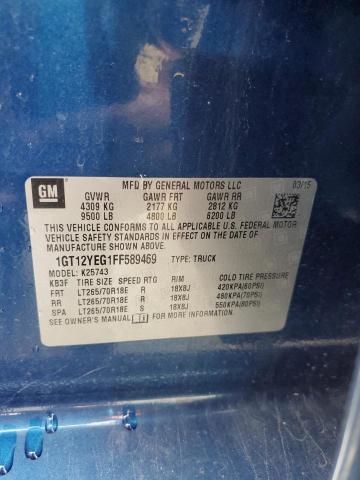 GM
MFD BY GENERAL MOTORS LLC 03/15
GVWR GAWR FRT GAWR RR
4309 KG 2177 KG 2812 KG
9500 LB 4800 LB 6200 LB
THIS VEHICLE CONFORMS TO ALL APPLICABLE U.S. FEDERAL MOTOR
VEHICLE SAFETY STANDARDS IN EFFECT ON THE DATE OF
MANUFACTURE SHOWN ABOVE.
1GT12YEG1FF589469 TYPE: TRUCK
MODEL: K25743
KB3F TIRE SIZE SPEED RTG RIM COLD TIRE PRESSURE
FRT LT265/70R18E R 18X8J 420KPA(60PSI)
RR LT265/70R18E R 18X8J 480KPA(70PSI)
SPA LT265/70R18E S 18X8J 550KPA(80PSI)
SEE OWNER'S MANUAL FOR MORE INFORMATION